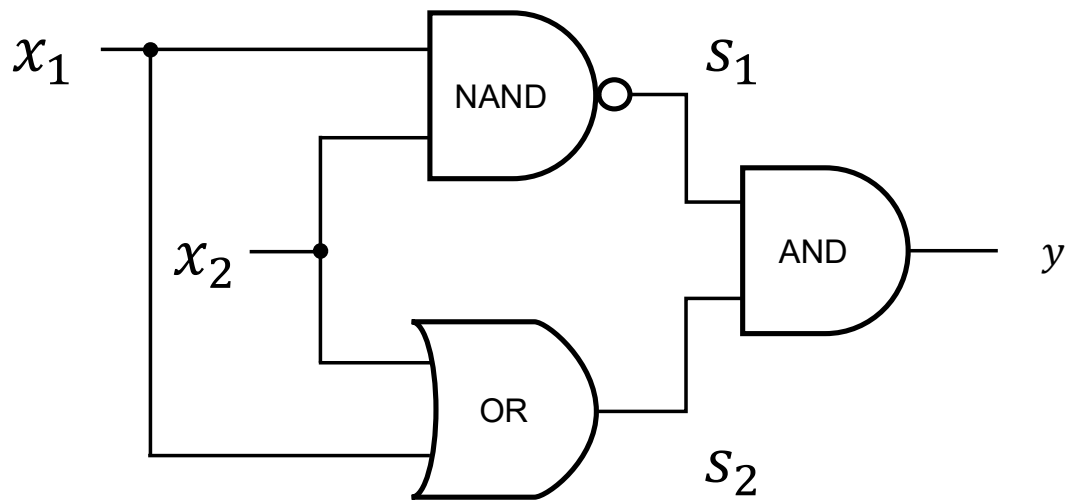 x₁
NAND
s₁
x₂
AND
y
OR
s₂